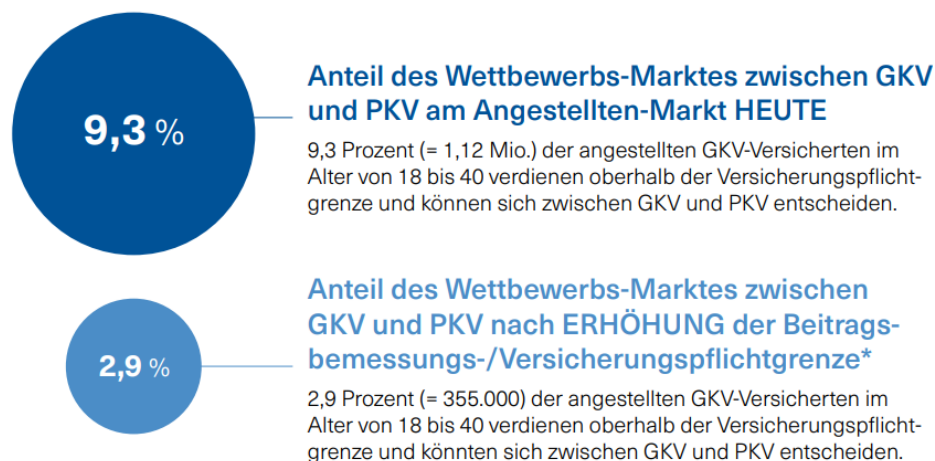 9,3 %
Anteil des Wettbewerbs-Marktes zwischen GKV
und PKV am Angestellten-Markt HEUTE
9,3 Prozent (= 1,12 Mio.) der angestellten GKV-Versicherten im
Alter von 18 bis 40 verdienen oberhalb der Versicherungspflicht-
grenze und können sich zwischen GKV und PKV entscheiden.
2,9 %
Anteil des Wettbewerbs-Marktes zwischen
GKV und PKV nach ERHÖHUNG der Beitrags-
bemessungs-/Versicherungspflichtgrenze*
2,9 Prozent (= 355.000) der angestellten GKV-Versicherten im
Alter von 18 bis 40 verdienen oberhalb der Versicherungspflicht-
grenze und könnten sich zwischen GKV und PKV entscheiden.